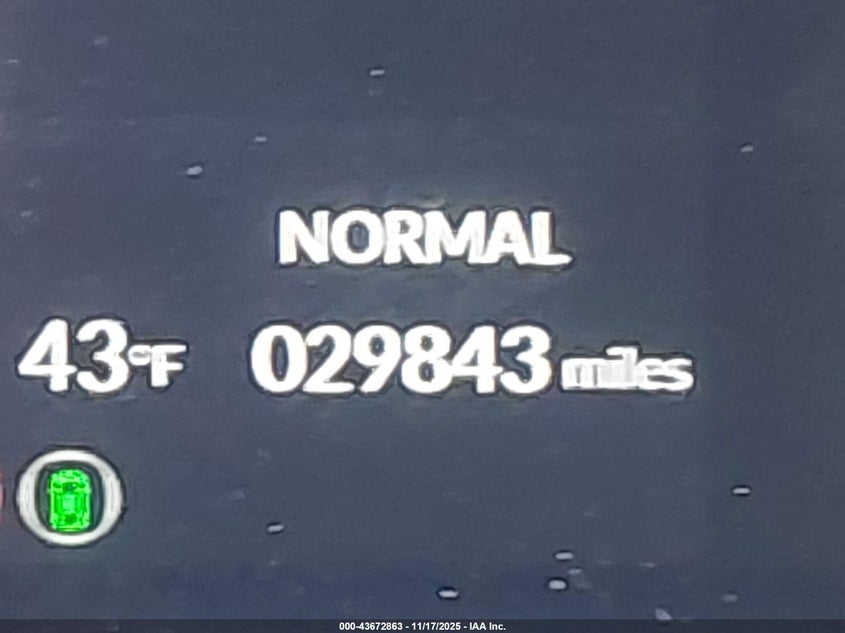 NORMAL
43°F 029843 miles
000-43672863 - 11/17/2025 - IAA Inc.